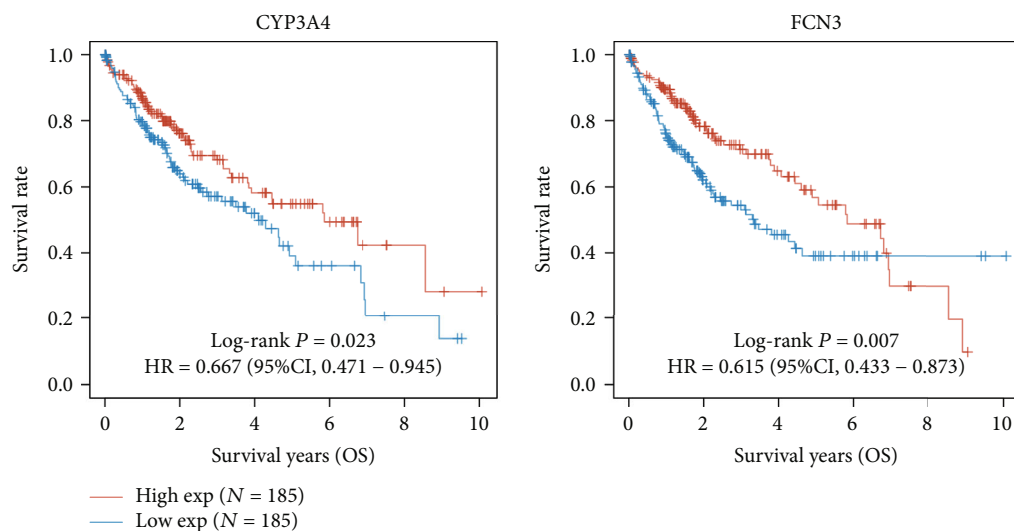 CYP3A4
1.0
0.8
0.6
0.4
0.2
0.0
Survival rate
Log-rank P = 0.023
HR = 0.667 (95%CI, 0.471 − 0.945)
0 2 4 6 8 10
Survival years (OS)
FCN3
1.0
0.8
0.6
0.4
0.2
0.0
Survival rate
Log-rank P = 0.007
HR = 0.615 (95%CI, 0.433 − 0.873)
0 2 4 6 8 10
Survival years (OS)
High exp (N = 185)
Low exp (N = 185)